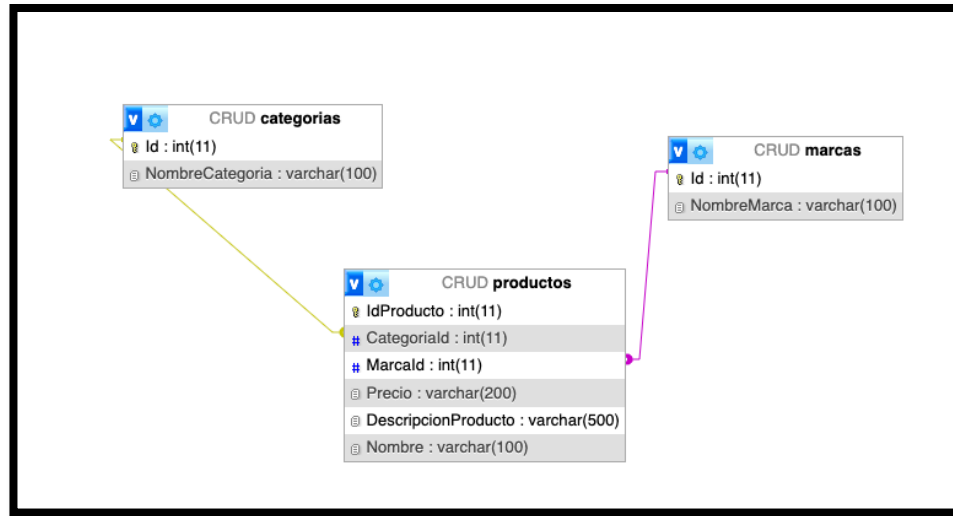 V CRUD categorias
Id : int(11)
NombreCategoria : varchar(100)
V CRUD marcas
Id : int(11)
NombreMarca : varchar(100)
V CRUD productos
IdProducto : int(11)
# CategoriaId : int(11)
# MarcaId : int(11)
Precio : varchar(200)
DescripcionProducto : varchar(500)
Nombre : varchar(100)